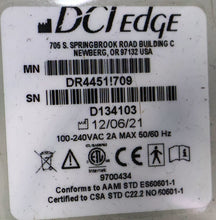 DCI EDGE
705 S. SPRINGBROOK ROAD BUILDING C
NEWBERG, OR 97132 USA
MN
DR4451!709
SN
D134103
12/06/21
100-240VAC 2A MAX 50/60 Hz
9700434
Conforms to AAMI STD ES60601-1
Certified to CSA STD C22.2 NO 60601-1